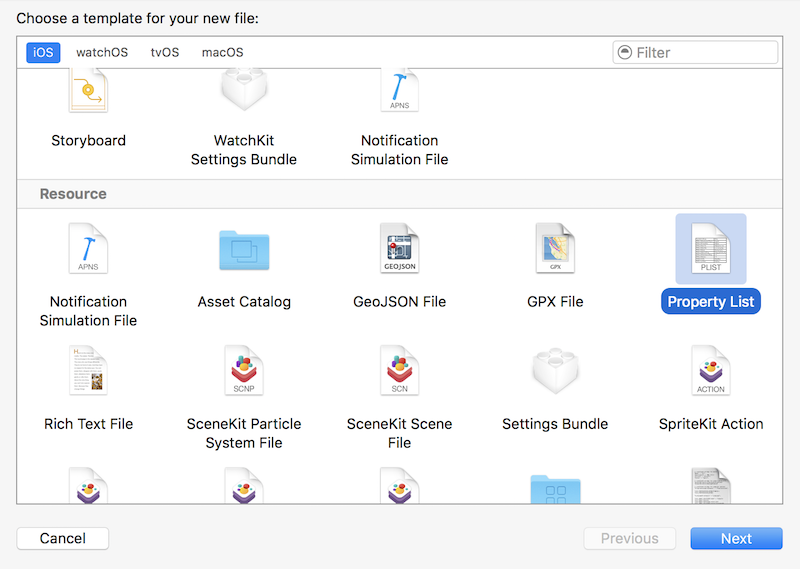 Choose a template for your new file:
iOS watchOS tvOS macOS Filter
APNS
Storyboard WatchKit Settings Bundle Notification Simulation File
Resource
APNS GEOJSON GPX PLIST
Notification Simulation File Asset Catalog GeoJSON File GPX File Property List
SCNP SCN ACTION
Rich Text File SceneKit Particle System File SceneKit Scene File Settings Bundle SpriteKit Action
Cancel Previous Next